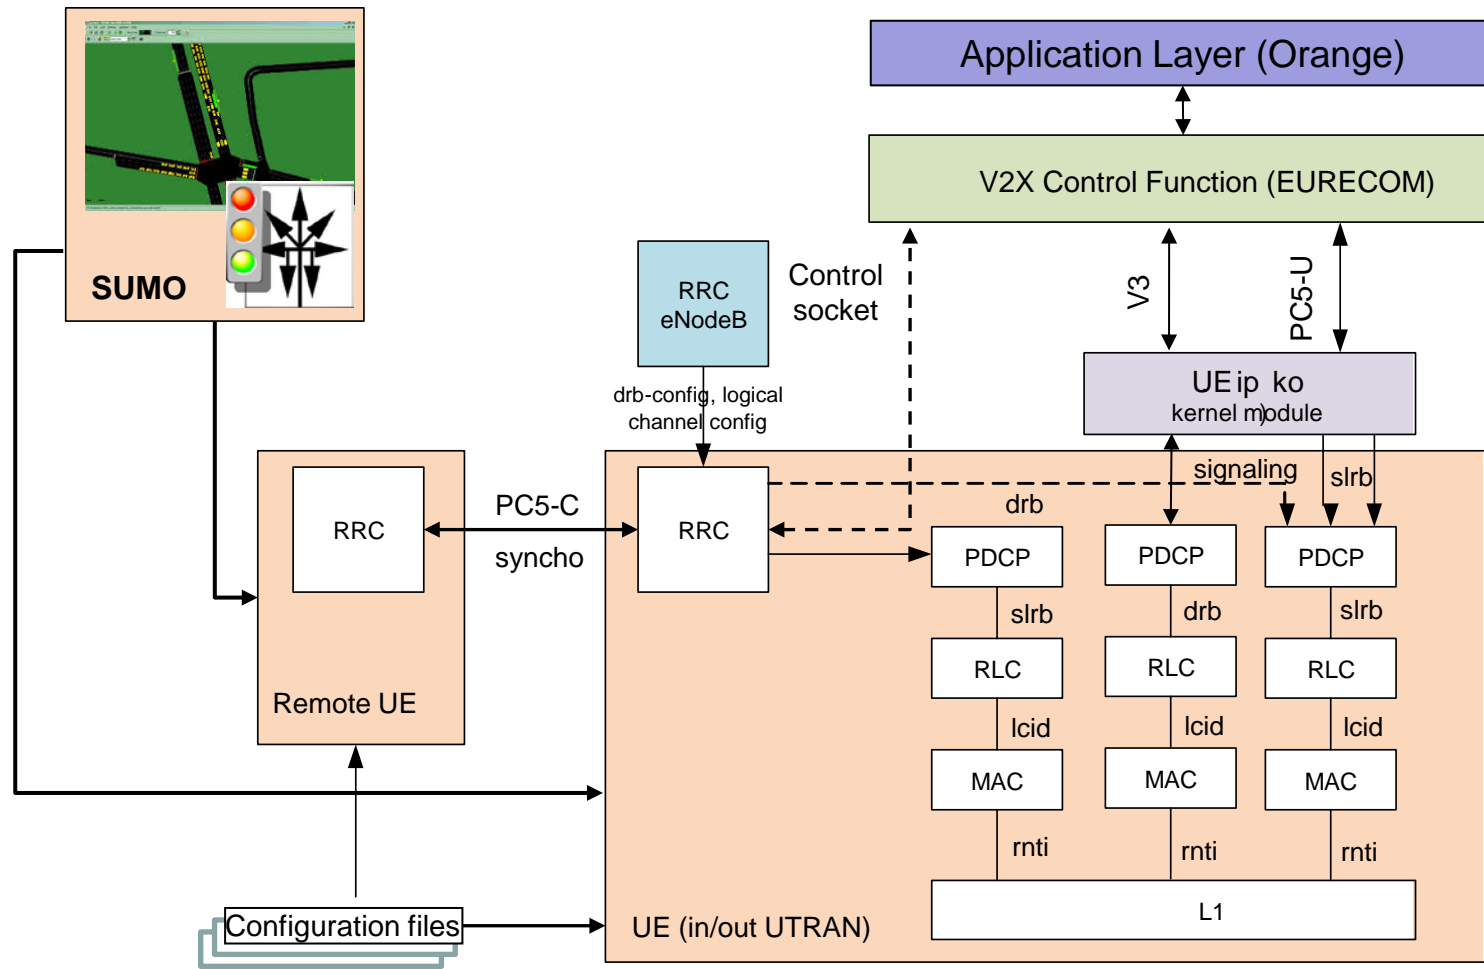 Application Layer (Orange)
V2X Control Function (EURECOM)
SUMO
RRC
eNodeB
Control
socket
V3
PC5-U
UE ip ko
kernel m)odule
drb-config, logical
channel config
signaling
slrb
RRC
PC5-C
syncho
RRC
drb
PDCP
PDCP
PDCP
slrb
drb
slrb
RLC
RLC
RLC
lcid
lcid
lcid
Remote UE
MAC
MAC
MAC
rnti
rnti
rnti
Configuration files
UE (in/out UTRAN)
L1